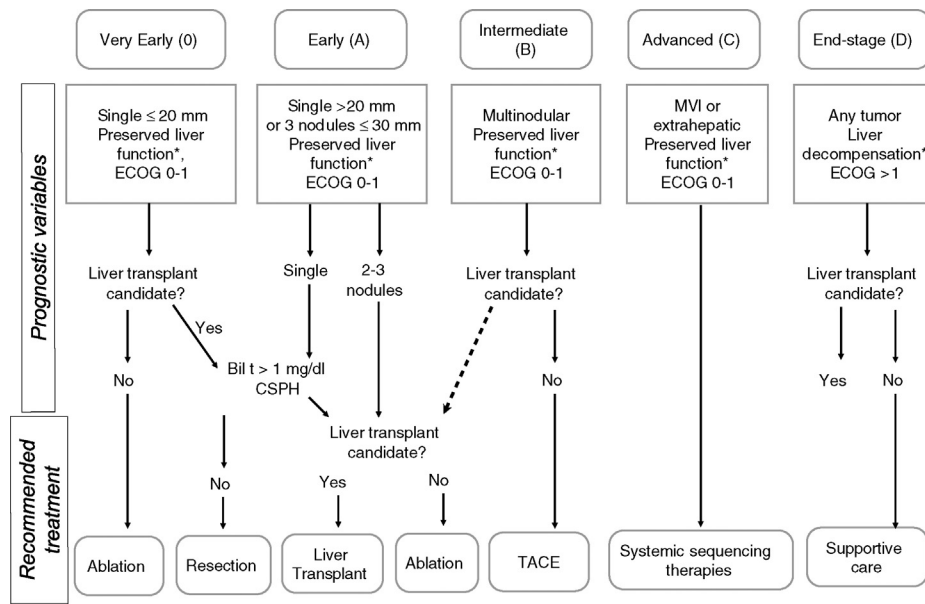 Very Early (0)
Early (A)
Intermediate
(B)
Advanced (C)
End-stage (D)
Prognostic variables
Single ≤ 20 mm
Preserved liver
function*,
ECOG 0-1
Single >20 mm
or 3 nodules ≤ 30 mm
Preserved liver
function*
ECOG 0-1
Multinodular
Preserved liver
function*
ECOG 0-1
MVI or
extrahepatic
Preserved liver
function*
ECOG 0-1
Any tumor
Liver
decompensation*
ECOG >1
Liver transplant
candidate?
Single
2-3
nodules
Liver transplant
candidate?
Liver transplant
candidate?
Yes
No
Bil t > 1 mg/dl
CSPH
No
Yes
No
Liver transplant
candidate?
Recommended
treatment
No
Yes
No
Ablation
Resection
Liver
Transplant
Ablation
TACE
Systemic sequencing
therapies
Supportive
care